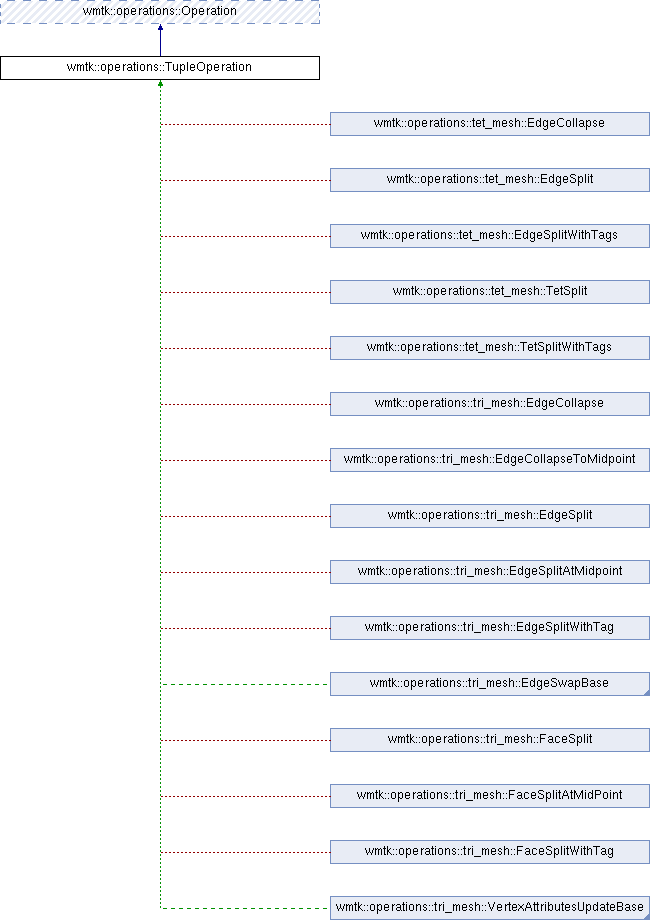 wmtk::operations::Operation
wmtk::operations::TupleOperation
wmtk::operations::tet_mesh::EdgeCollapse
wmtk::operations::tet_mesh::EdgeSplit
wmtk::operations::tet_mesh::EdgeSplitWithTags
wmtk::operations::tet_mesh::TetSplit
wmtk::operations::tet_mesh::TetSplitWithTags
wmtk::operations::tri_mesh::EdgeCollapse
wmtk::operations::tri_mesh::EdgeCollapseToMidpoint
wmtk::operations::tri_mesh::EdgeSplit
wmtk::operations::tri_mesh::EdgeSplitAtMidpoint
wmtk::operations::tri_mesh::EdgeSplitWithTag
wmtk::operations::tri_mesh::EdgeSwapBase
wmtk::operations::tri_mesh::FaceSplit
wmtk::operations::tri_mesh::FaceSplitAtMidPoint
wmtk::operations::tri_mesh::FaceSplitWithTag
wmtk::operations::tri_mesh::VertexAttributesUpdateBase